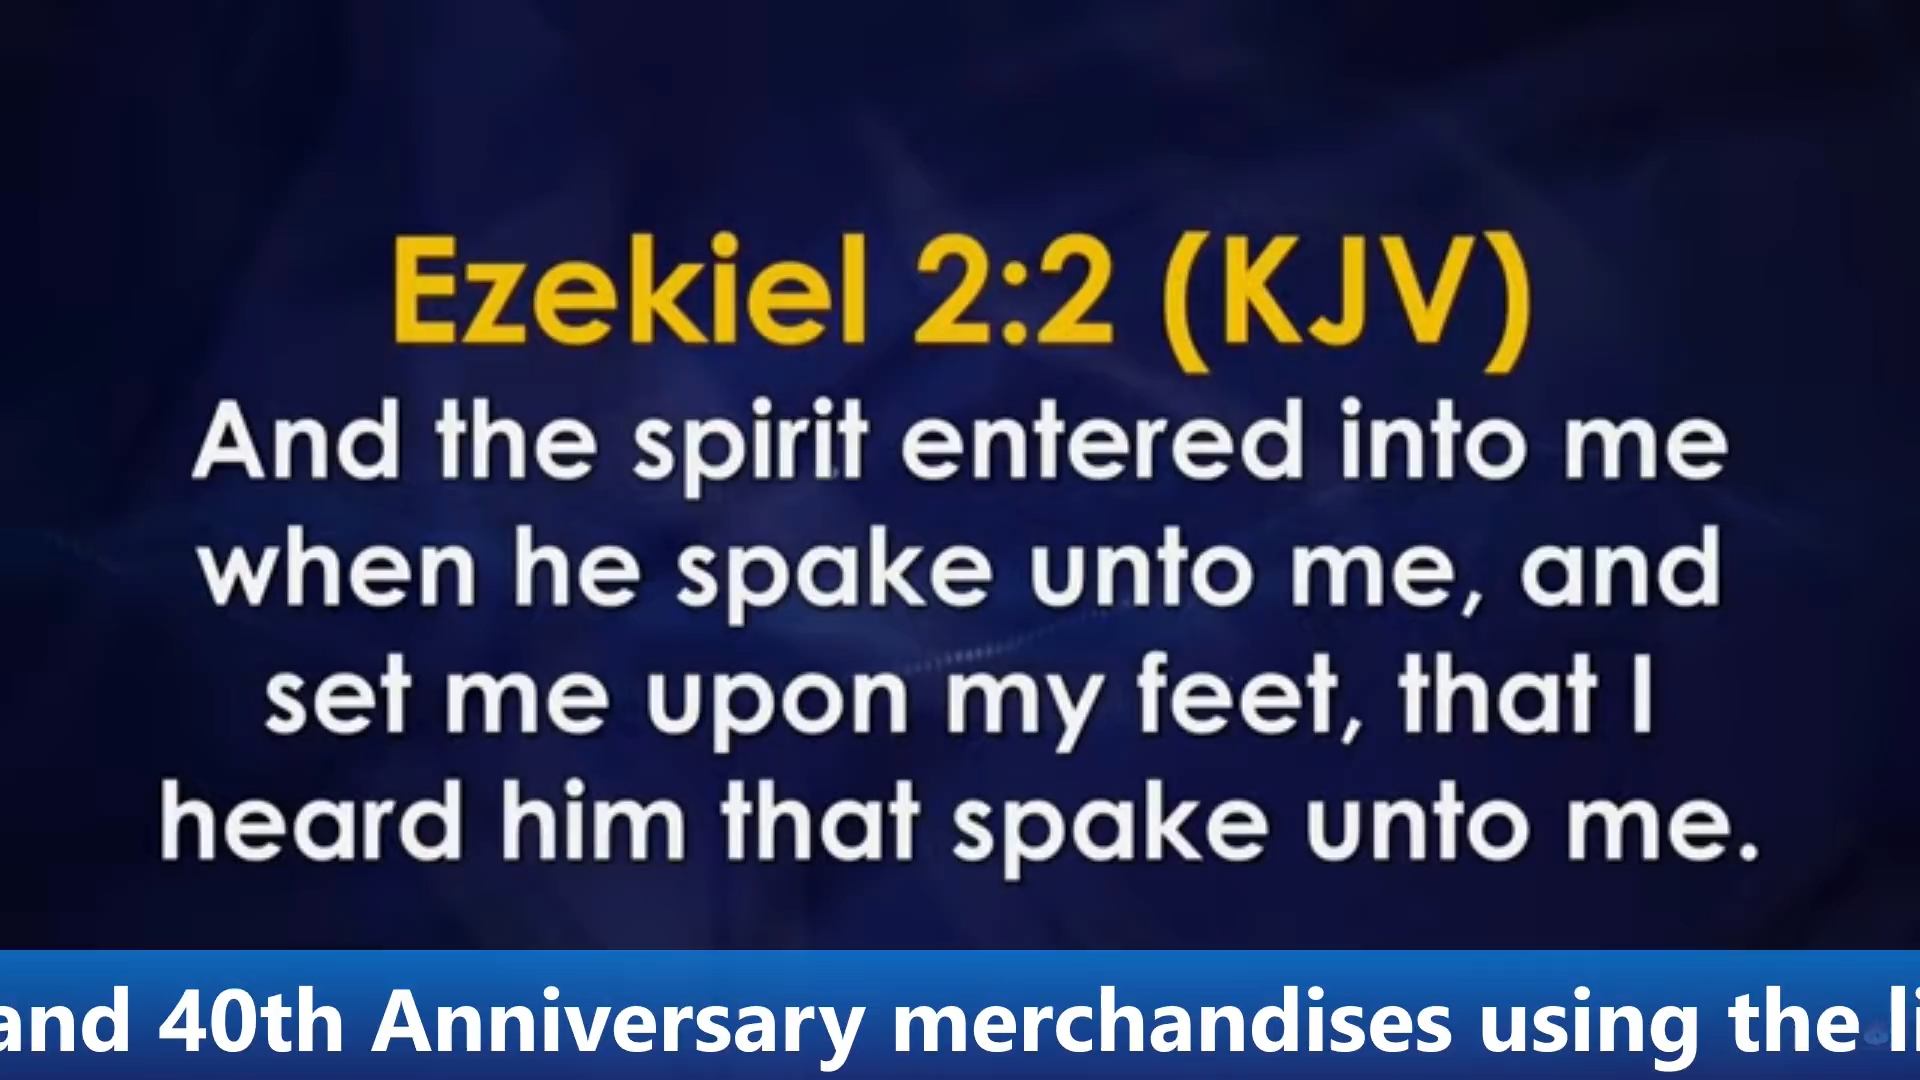 Ezekiel 2:2 (KJV)
And the spirit entered into me
when he spake unto me, and
set me upon my feet, that I
heard him that spake unto me.
and 40th Anniversary merchandises using the